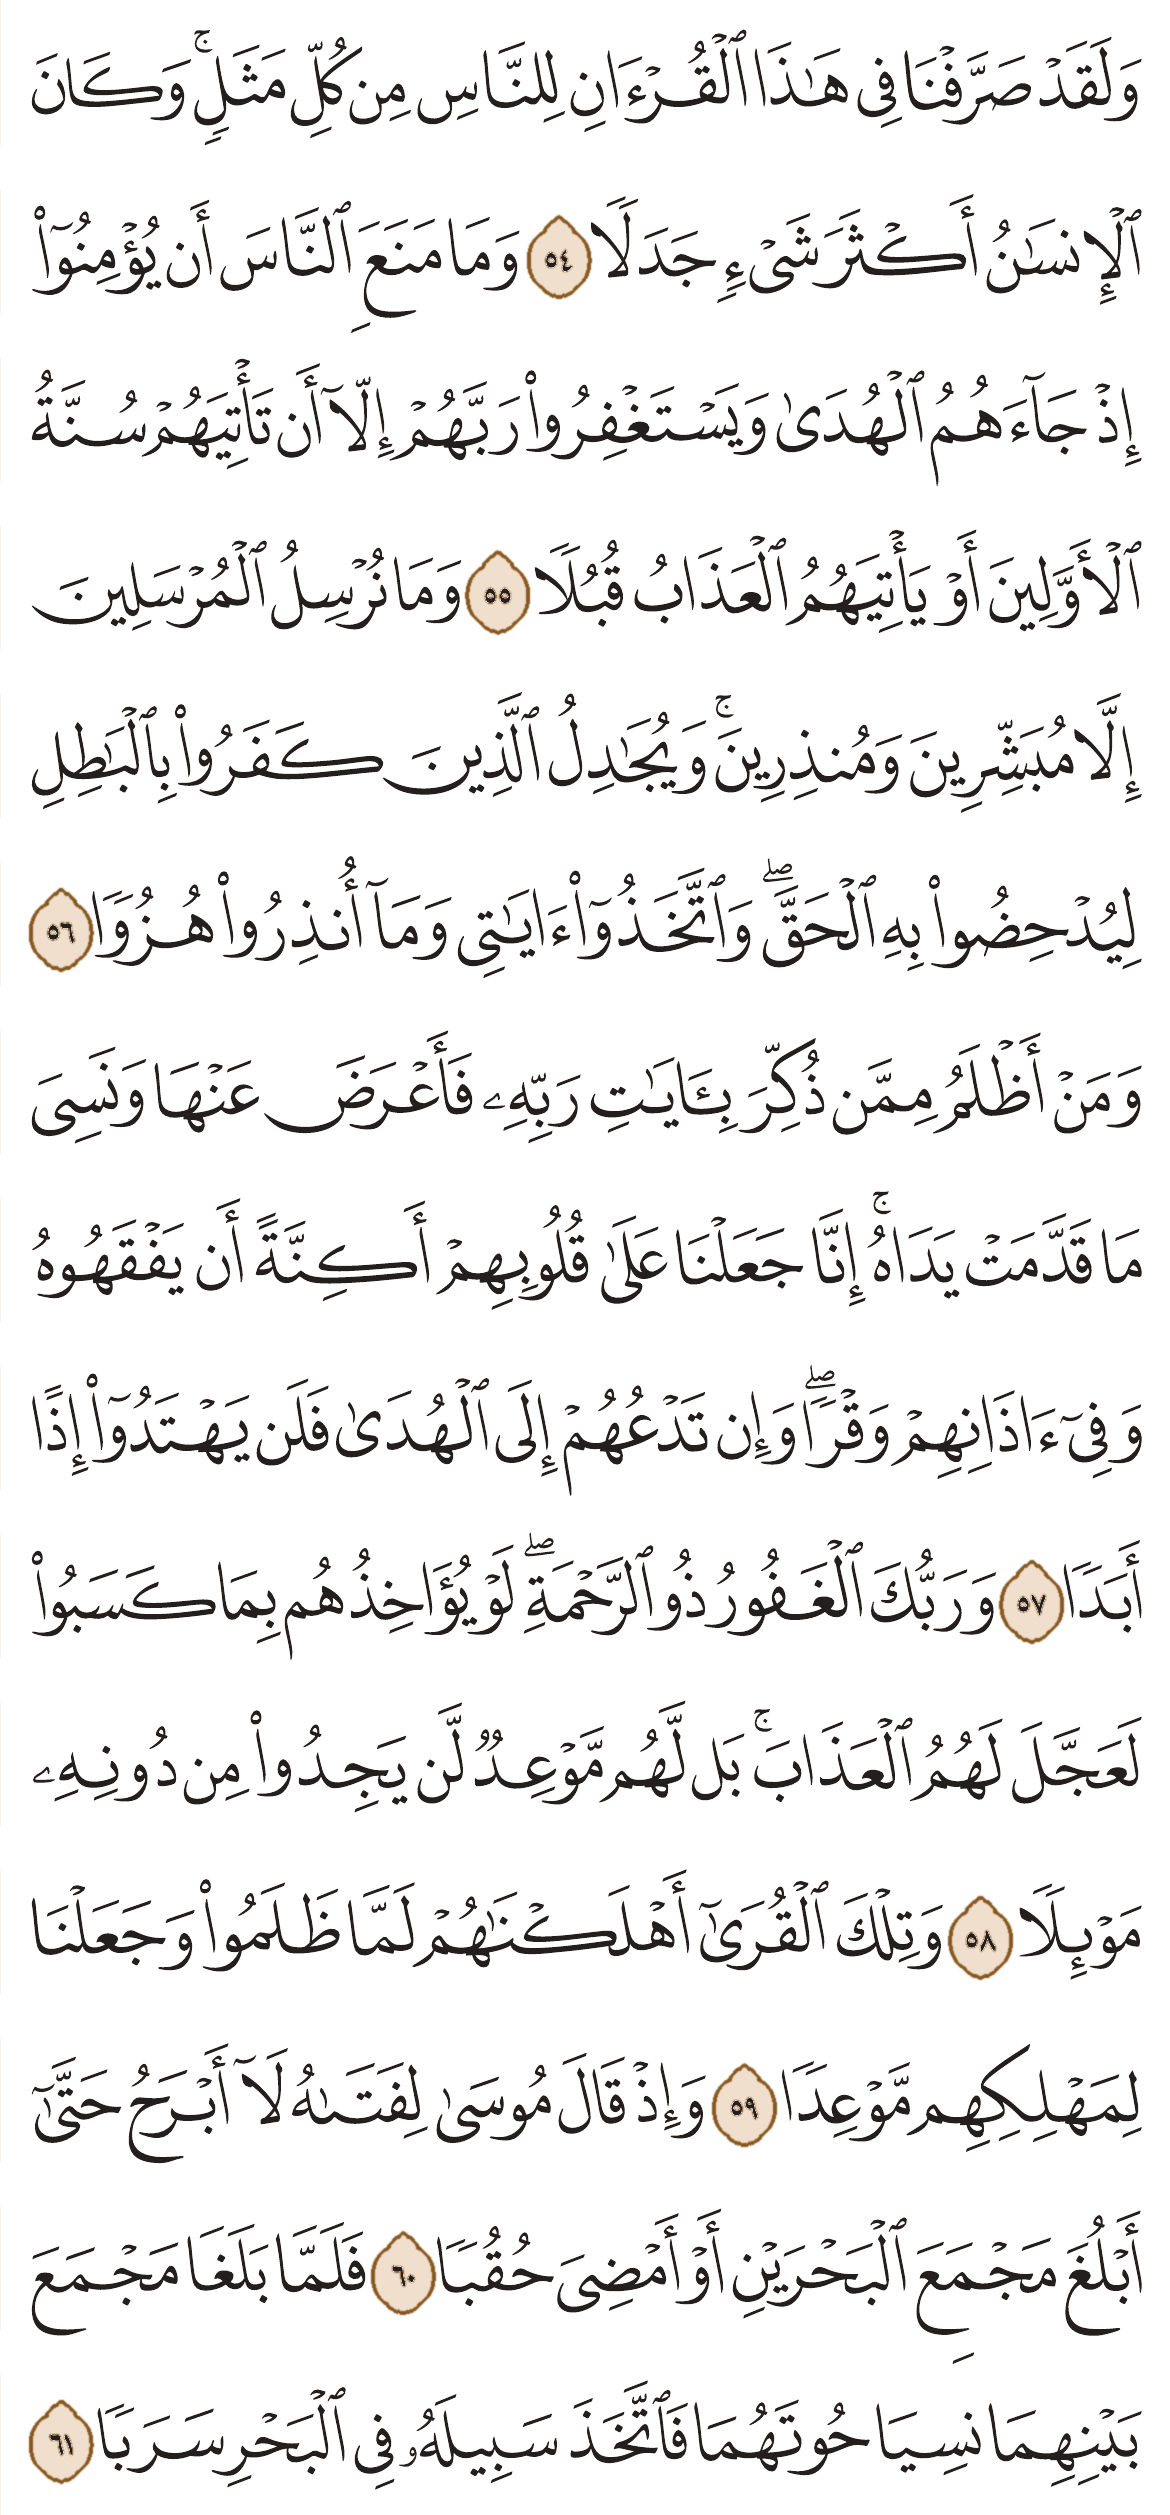 وَلَقَدۡ صَرَّفۡنَا فِي هَٰذَا ٱلۡقُرۡءَانِ لِلنَّاسِ مِن كُلِّ مَثَلٖۚ وَكَانَ
ٱلۡإِنسَٰنُ أَكۡثَرَ شَيۡءٖ جَدَلٗا ٥٤ وَمَا مَنَعَ ٱلنَّاسَ أَن يُؤۡمِنُوٓاْ
إِذۡ جَآءَهُمُ ٱلۡهُدَىٰ وَيَسۡتَغۡفِرُواْ رَبَّهُمۡ إِلَّآ أَن تَأۡتِيَهُمۡ سُنَّةُ
ٱلۡأَوَّلِينَ أَوۡ يَأۡتِيَهُمُ ٱلۡعَذَابُ قُبُلٗا ٥٥ وَمَا نُرۡسِلُ ٱلۡمُرۡسَلِينَ
إِلَّا مُبَشِّرِينَ وَمُنذِرِينَۚ وَيُجَٰدِلُ ٱلَّذِينَ كَفَرُواْ بِٱلۡبَٰطِلِ
لِيُدۡحِضُواْ بِهِ ٱلۡحَقَّۖ وَٱتَّخَذُوٓاْ ءَايَٰتِي وَمَآ أُنذِرُواْ هُزُوٗا ٥٦
وَمَنۡ أَظۡلَمُ مِمَّن ذُكِّرَ بِـَٔايَٰتِ رَبِّهِۦ فَأَعۡرَضَ عَنۡهَا وَنَسِيَ
مَا قَدَّمَتۡ يَدَاهُۚ إِنَّا جَعَلۡنَا عَلَىٰ قُلُوبِهِمۡ أَكِنَّةً أَن يَفۡقَهُوهُ
وَفِيٓ ءَاذَانِهِمۡ وَقۡرٗاۖ وَإِن تَدۡعُهُمۡ إِلَى ٱلۡهُدَىٰ فَلَن يَهۡتَدُوٓاْ إِذًا
أَبَدٗا ٥٧ وَرَبُّكَ ٱلۡغَفُورُ ذُو ٱلرَّحۡمَةِۖ لَوۡ يُؤَاخِذُهُم بِمَا كَسَبُواْ
لَعَجَّلَ لَهُمُ ٱلۡعَذَابَۚ بَل لَّهُم مَّوۡعِدٞ لَّن يَجِدُواْ مِن دُونِهِۦ
مَوۡئِلٗا ٥٨ وَتِلۡكَ ٱلۡقُرَىٰٓ أَهۡلَكۡنَٰهُمۡ لَمَّا ظَلَمُواْ وَجَعَلۡنَا
لِمَهۡلِكِهِم مَّوۡعِدٗا ٥٩ وَإِذۡ قَالَ مُوسَىٰ لِفَتَىٰهُ لَآ أَبۡرَحُ حَتَّىٰٓ
أَبۡلُغَ مَجۡمَعَ ٱلۡبَحۡرَيۡنِ أَوۡ أَمۡضِيَ حُقُبٗا ٦٠ فَلَمَّا بَلَغَا مَجۡمَعَ
بَيۡنِهِمَا نَسِيَا حُوتَهُمَا فَٱتَّخَذَ سَبِيلَهُۥ فِي ٱلۡبَحۡرِ سَرَبٗا ٦١